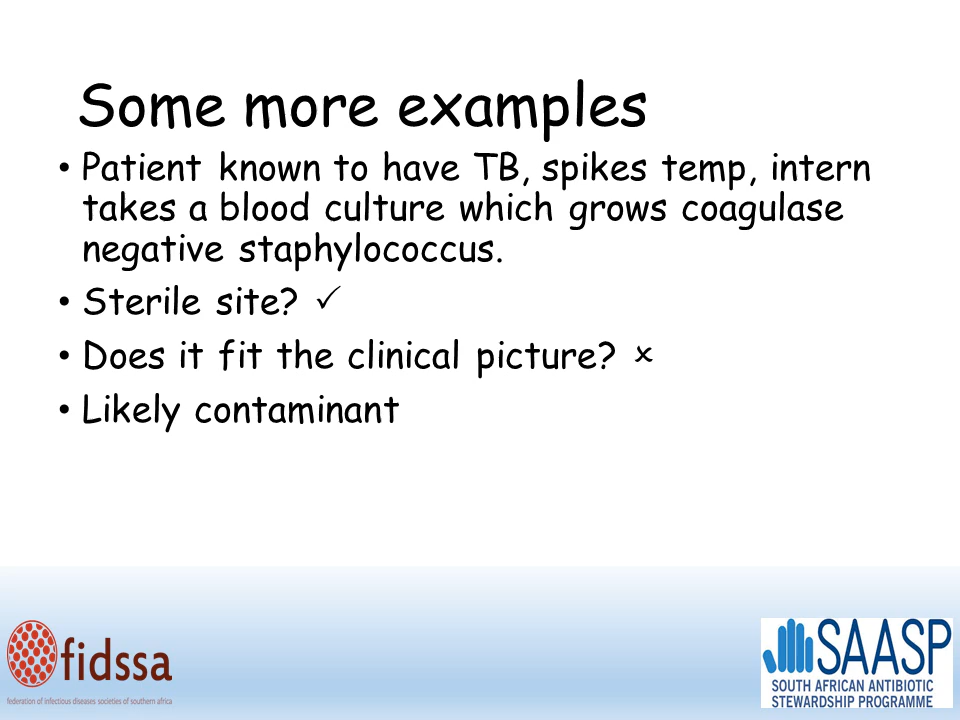 Some more examples
• Patient known to have TB, spikes temp, intern
takes a blood culture which grows coagulase
negative staphylococcus.
• Sterile site? ✓
• Does it fit the clinical picture? ×
• Likely contaminant
fidssa
federation of infectious diseases societies of southern africa
SAASP
SOUTH AFRICAN ANTIBIOTIC
STEWARDSHIP PROGRAMME